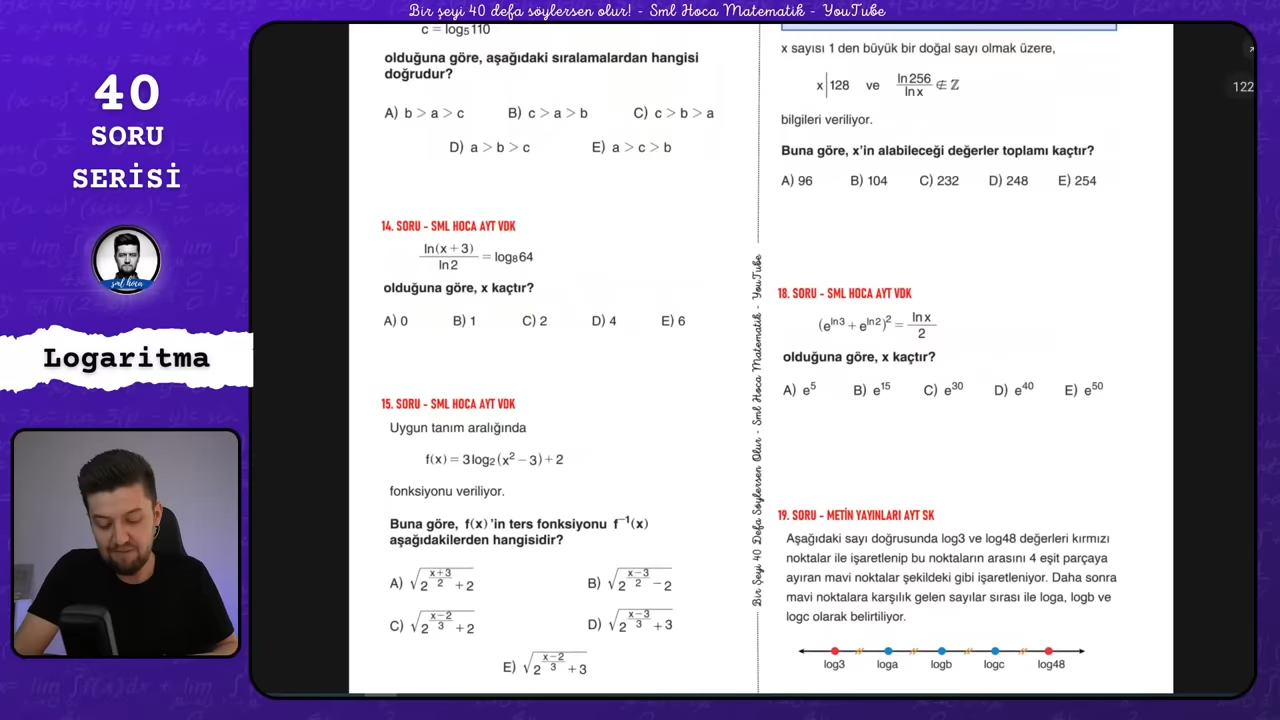 Bir şeyi 40 defa söylersen olur! - Sml Hoca Matematik - YouTube
40
SORU
SERİSİ
sml hoca
Logaritma
c = log₅110
olduğuna göre, aşağıdaki sıralamalardan hangisi
doğrudur?
A) b > a > c B) c > a > b C) c > b > a
D) a > b > c E) a > c > b
14. SORU - SML HOCA AYT VDK
ln(x + 3) / ln2 = log₈64
olduğuna göre, x kaçtır?
A) 0 B) 1 C) 2 D) 4 E) 6
15. SORU - SML HOCA AYT VDK
Uygun tanım aralığında
f(x) = 3log₂(x² − 3) + 2
fonksiyonu veriliyor.
Buna göre, f(x)'in ters fonksiyonu f⁻¹(x)
aşağıdakilerden hangisidir?
A) √(2^((x+3)/2) + 2) B) √(2^((x−3)/2) − 2)
C) √(2^((x−2)/3) + 2) D) √(2^((x−3)/3) + 3)
E) √(2^((x−2)/3) + 3)
Bir Şeyi 40 Defa Söylersen Olur - Sml Hoca Matematik - YouTube
x sayısı 1 den büyük bir doğal sayı olmak üzere,
x | 128 ve ln256 / lnx ∉ ℤ
bilgileri veriliyor.
Buna göre, x'in alabileceği değerler toplamı kaçtır?
A) 96 B) 104 C) 232 D) 248 E) 254
18. SORU - SML HOCA AYT VDK
(e^ln3 + e^ln2)² = lnx / 2
olduğuna göre, x kaçtır?
A) e⁵ B) e¹⁵ C) e³⁰ D) e⁴⁰ E) e⁵⁰
19. SORU - METİN YAYINLARI AYT SK
Aşağıdaki sayı doğrusunda log3 ve log48 değerleri kırmızı
noktalar ile işaretlenip bu noktaların arasını 4 eşit parçaya
ayıran mavi noktalar şekildeki gibi işaretleniyor. Daha sonra
mavi noktalara karşılık gelen sayılar sırası ile loga, logb ve
logc olarak belirtiliyor.
log3 loga logb logc log48
122